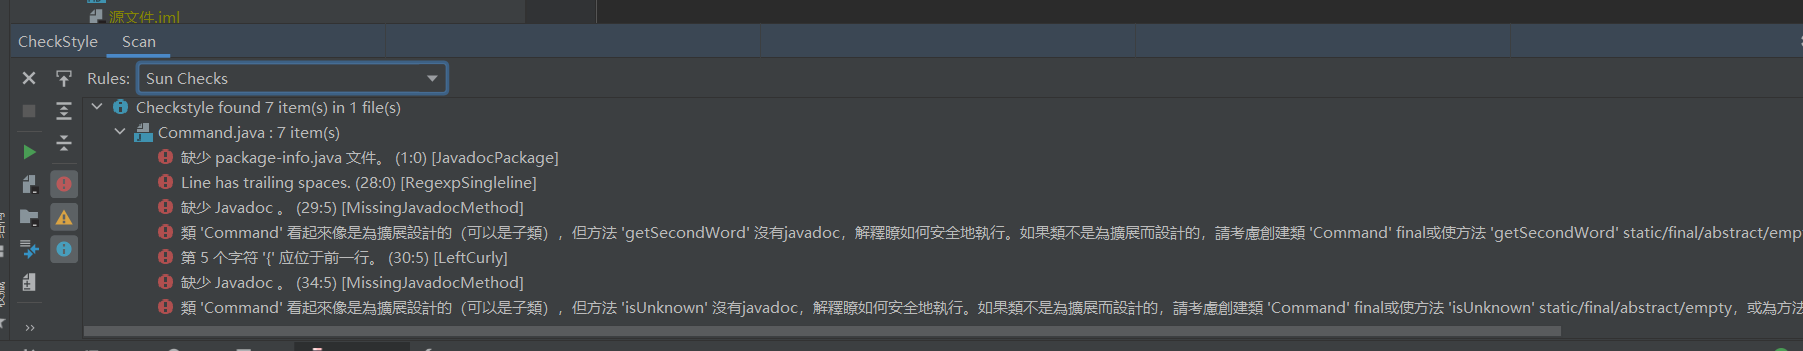 源文件.iml
CheckStyle Scan
Rules: Sun Checks
Checkstyle found 7 item(s) in 1 file(s)
Command.java : 7 item(s)
缺少 package-info.java 文件。 (1:0) [JavadocPackage]
Line has trailing spaces. (28:0) [RegexpSingleline]
缺少 Javadoc 。 (29:5) [MissingJavadocMethod]
類 'Command' 看起來像是為擴展設計的（可以是子類），但方法 'getSecondWord' 沒有javadoc，解釋瞭如何安全地執行。如果類不是為擴展而設計的，請考慮創建類 'Command' final或使方法 'getSecondWord' static/final/abstract/emp
第 5 个字符 '{' 应位于前一行。 (30:5) [LeftCurly]
缺少 Javadoc 。 (34:5) [MissingJavadocMethod]
類 'Command' 看起來像是為擴展設計的（可以是子類），但方法 'isUnknown' 沒有javadoc，解釋瞭如何安全地執行。如果類不是為擴展而設計的，請考慮創建類 'Command' final或使方法 'isUnknown' static/final/abstract/empty，或為方法